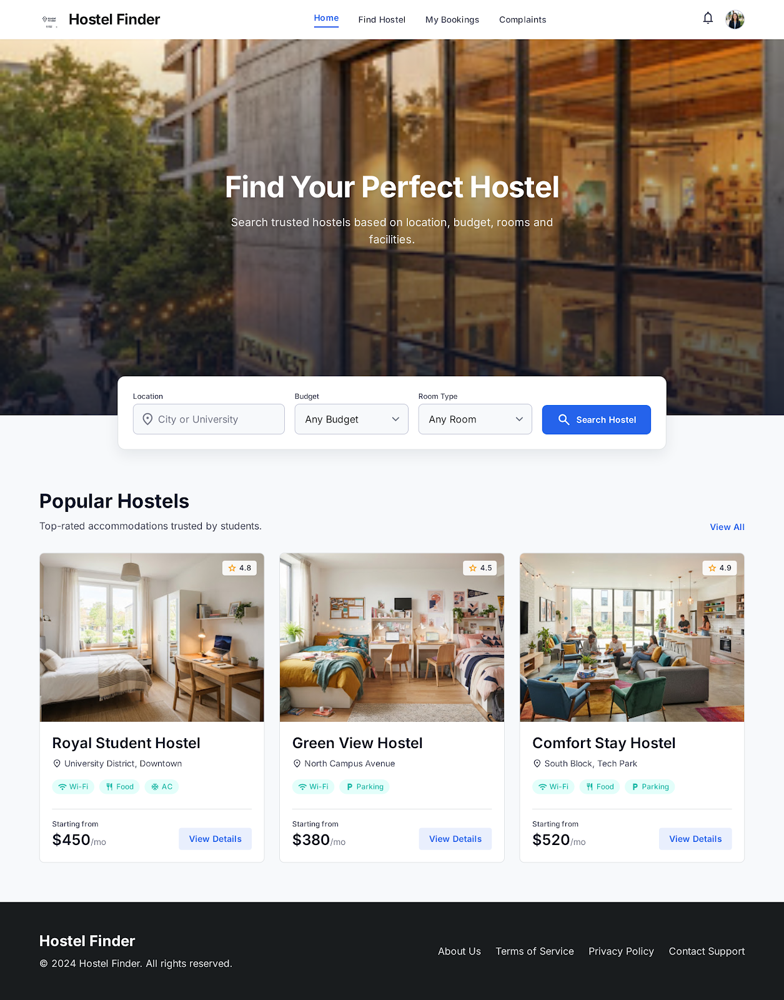 Hostel Finder
Home
Find Hostel
My Bookings
Complaints
Find Your Perfect Hostel
Search trusted hostels based on location, budget, rooms and
facilities.
Location
Budget
Room Type
City or University
Any Budget
Any Room
Search Hostel
Popular Hostels
Top-rated accommodations trusted by students.
View All
4.8
4.5
4.9
Royal Student Hostel
University District, Downtown
Wi-Fi
Food
AC
Starting from
$450/mo
View Details
Green View Hostel
North Campus Avenue
Wi-Fi
Parking
Starting from
$380/mo
View Details
Comfort Stay Hostel
South Block, Tech Park
Wi-Fi
Food
Parking
Starting from
$520/mo
View Details
Hostel Finder
© 2024 Hostel Finder. All rights reserved.
About Us
Terms of Service
Privacy Policy
Contact Support